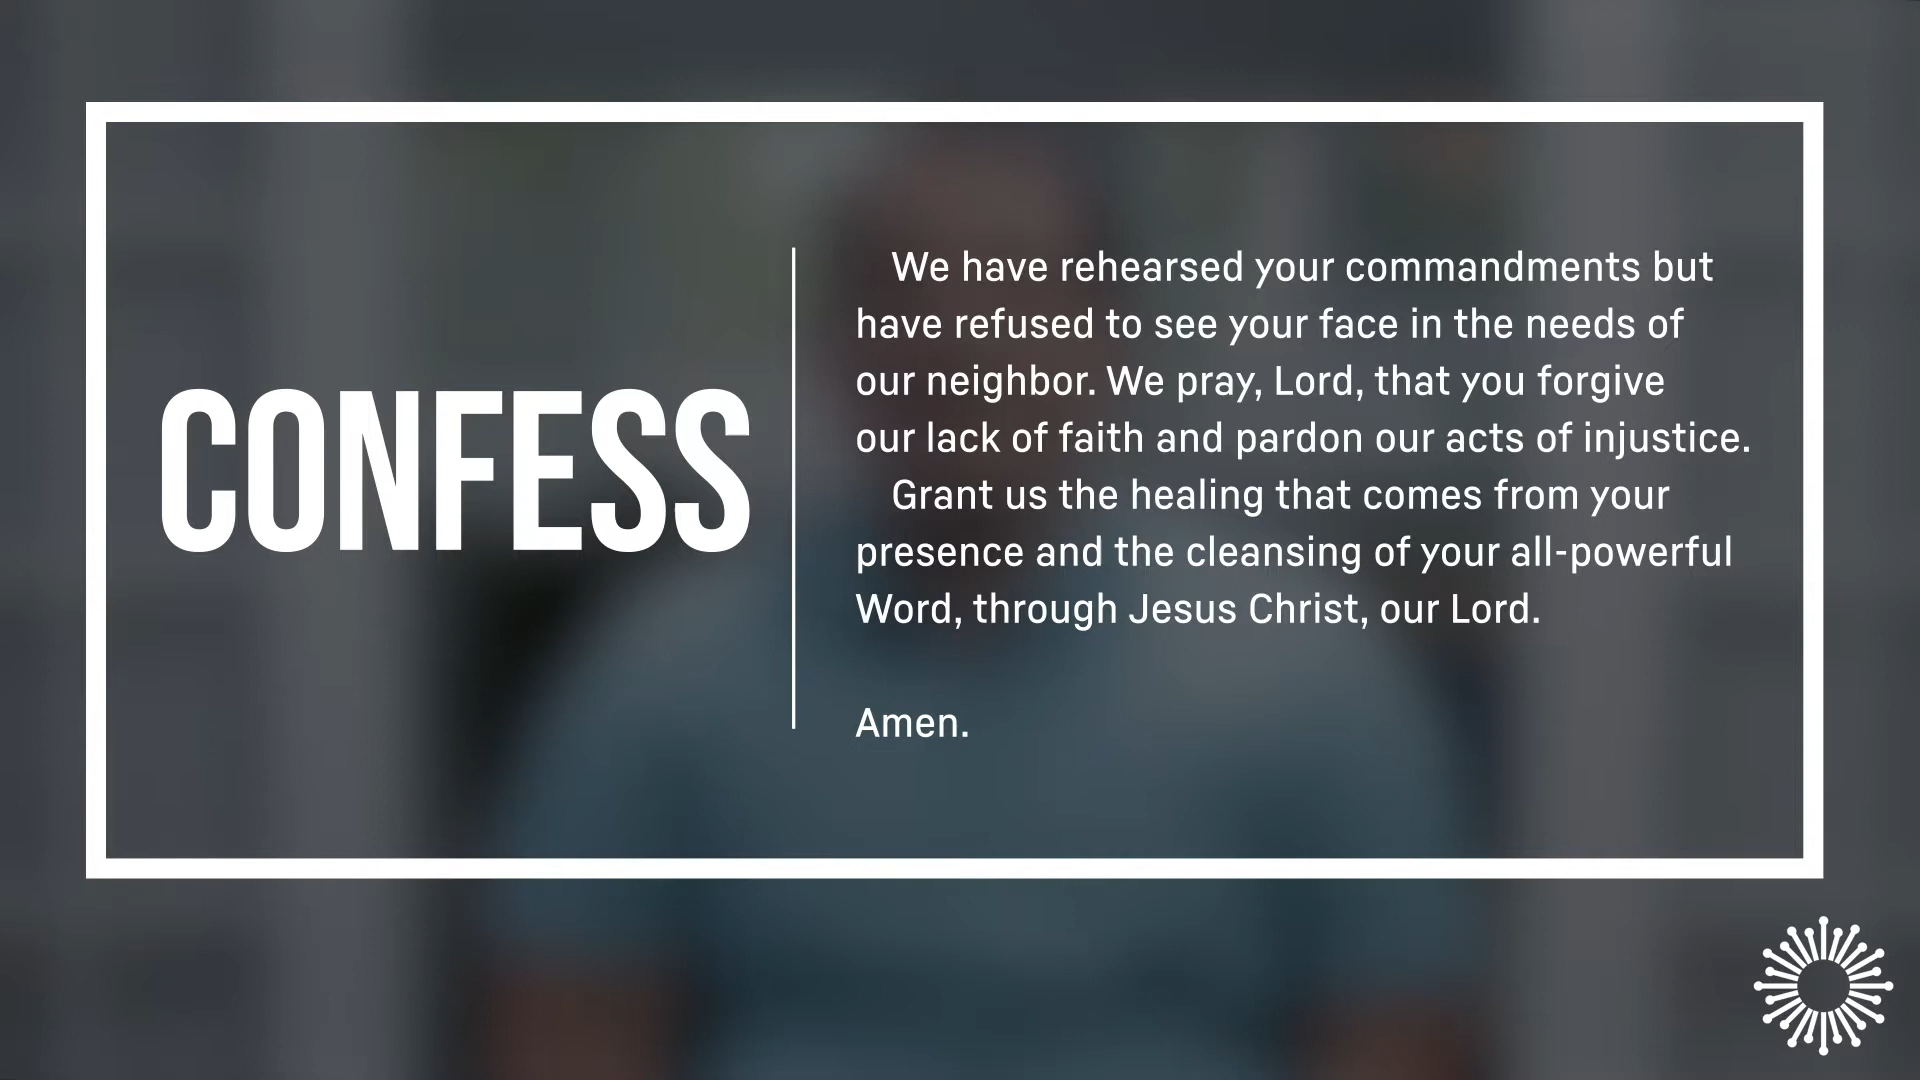 CONFESS
We have rehearsed your commandments but
have refused to see your face in the needs of
our neighbor. We pray, Lord, that you forgive
our lack of faith and pardon our acts of injustice.
Grant us the healing that comes from your
presence and the cleansing of your all-powerful
Word, through Jesus Christ, our Lord.
Amen.